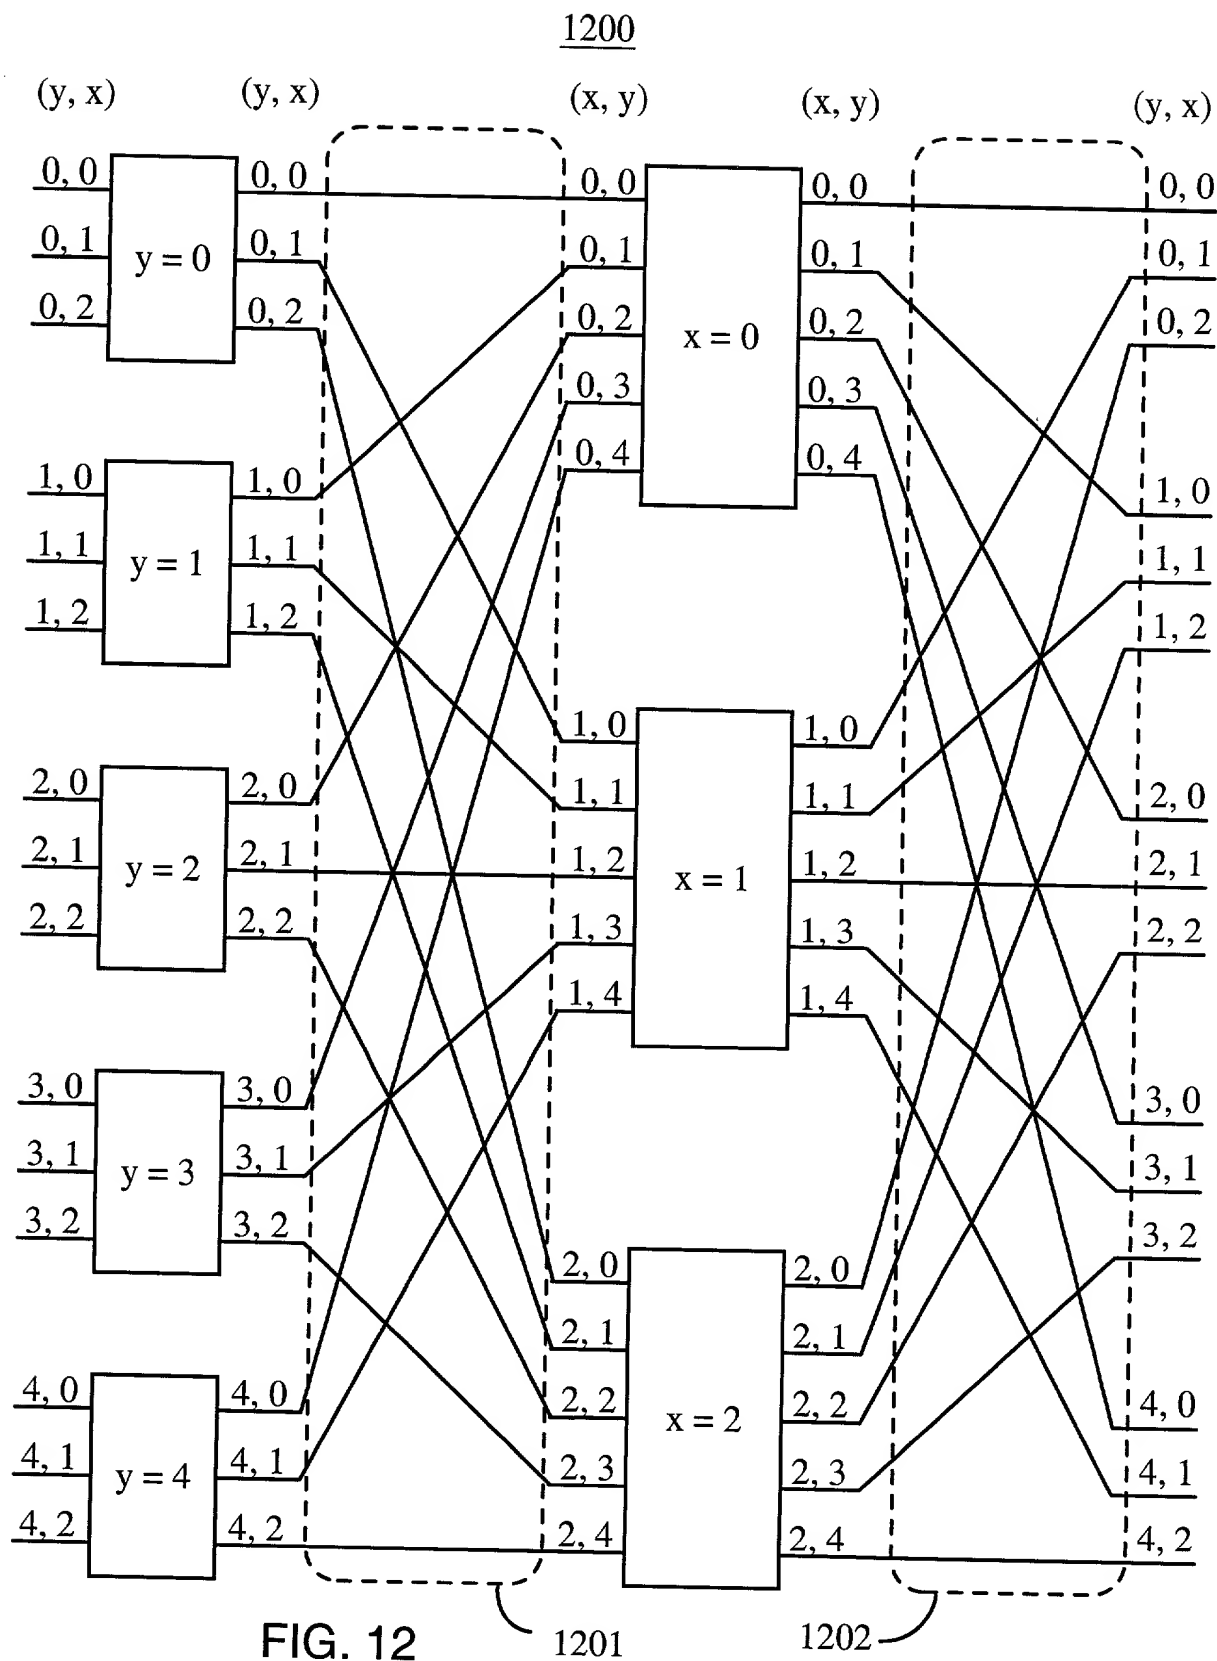 1200
(y, x) (y, x) (x, y) (x, y) (y, x)
0, 0 0, 0 0, 0 0, 0 0, 0
0, 1 y = 0 0, 1 0, 1 0, 1 0, 1
0, 2 0, 2 0, 2 x = 0 0, 2 0, 2
0, 3 0, 3
0, 4 0, 4
1, 0 1, 0 1, 0
1, 1 y = 1 1, 1 1, 1
1, 2 1, 2 1, 2
1, 0 1, 0
2, 0 2, 0 1, 1 1, 1 2, 0
2, 1 y = 2 2, 1 1, 2 x = 1 1, 2 2, 1
2, 2 2, 2 1, 3 1, 3 2, 2
1, 4 1, 4
3, 0 3, 0 3, 0
3, 1 y = 3 3, 1 3, 1
3, 2 3, 2 3, 2
2, 0 2, 0
2, 1 2, 1
4, 0 4, 0 2, 2 x = 2 2, 2 4, 0
4, 1 y = 4 4, 1 2, 3 2, 3 4, 1
4, 2 4, 2 2, 4 2, 4 4, 2
FIG. 12 1201 1202